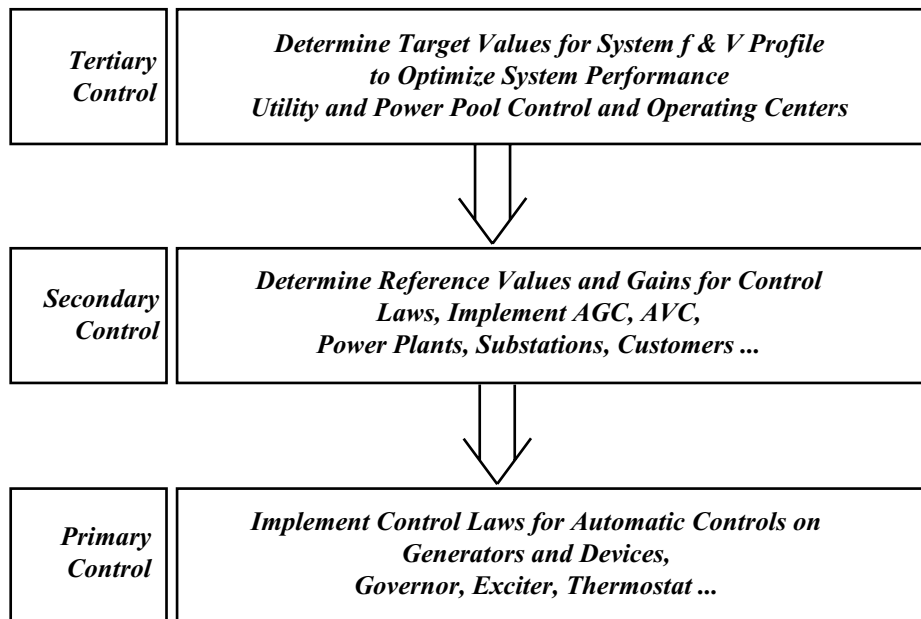 Tertiary
Control
Determine Target Values for System f & V Profile
to Optimize System Performance
Utility and Power Pool Control and Operating Centers
Secondary
Control
Determine Reference Values and Gains for Control
Laws, Implement AGC, AVC,
Power Plants, Substations, Customers ...
Primary
Control
Implement Control Laws for Automatic Controls on
Generators and Devices,
Governor, Exciter, Thermostat ...